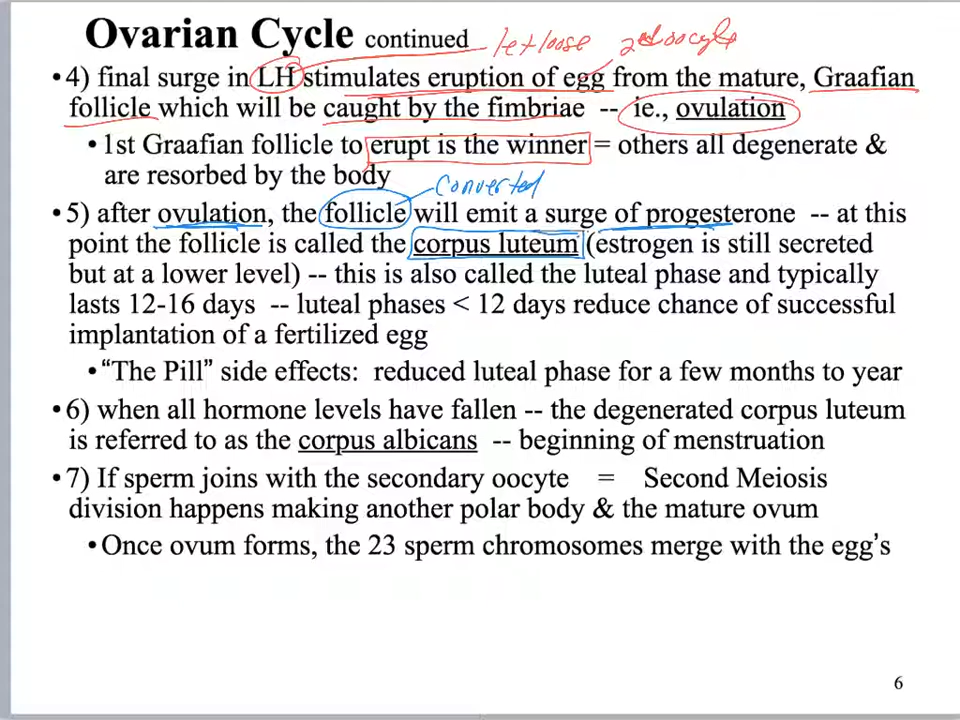 Ovarian Cycle continued let loose 2nd oocyte
•4) final surge in LH stimulates eruption of egg from the mature, Graafian
follicle which will be caught by the fimbriae -- ie., ovulation
•1st Graafian follicle to erupt is the winner = others all degenerate &
are resorbed by the body
converted
•5) after ovulation, the follicle will emit a surge of progesterone -- at this
point the follicle is called the corpus luteum (estrogen is still secreted
but at a lower level) -- this is also called the luteal phase and typically
lasts 12-16 days -- luteal phases < 12 days reduce chance of successful
implantation of a fertilized egg
•“The Pill” side effects: reduced luteal phase for a few months to year
•6) when all hormone levels have fallen -- the degenerated corpus luteum
is referred to as the corpus albicans -- beginning of menstruation
•7) If sperm joins with the secondary oocyte = Second Meiosis
division happens making another polar body & the mature ovum
•Once ovum forms, the 23 sperm chromosomes merge with the egg’s
6